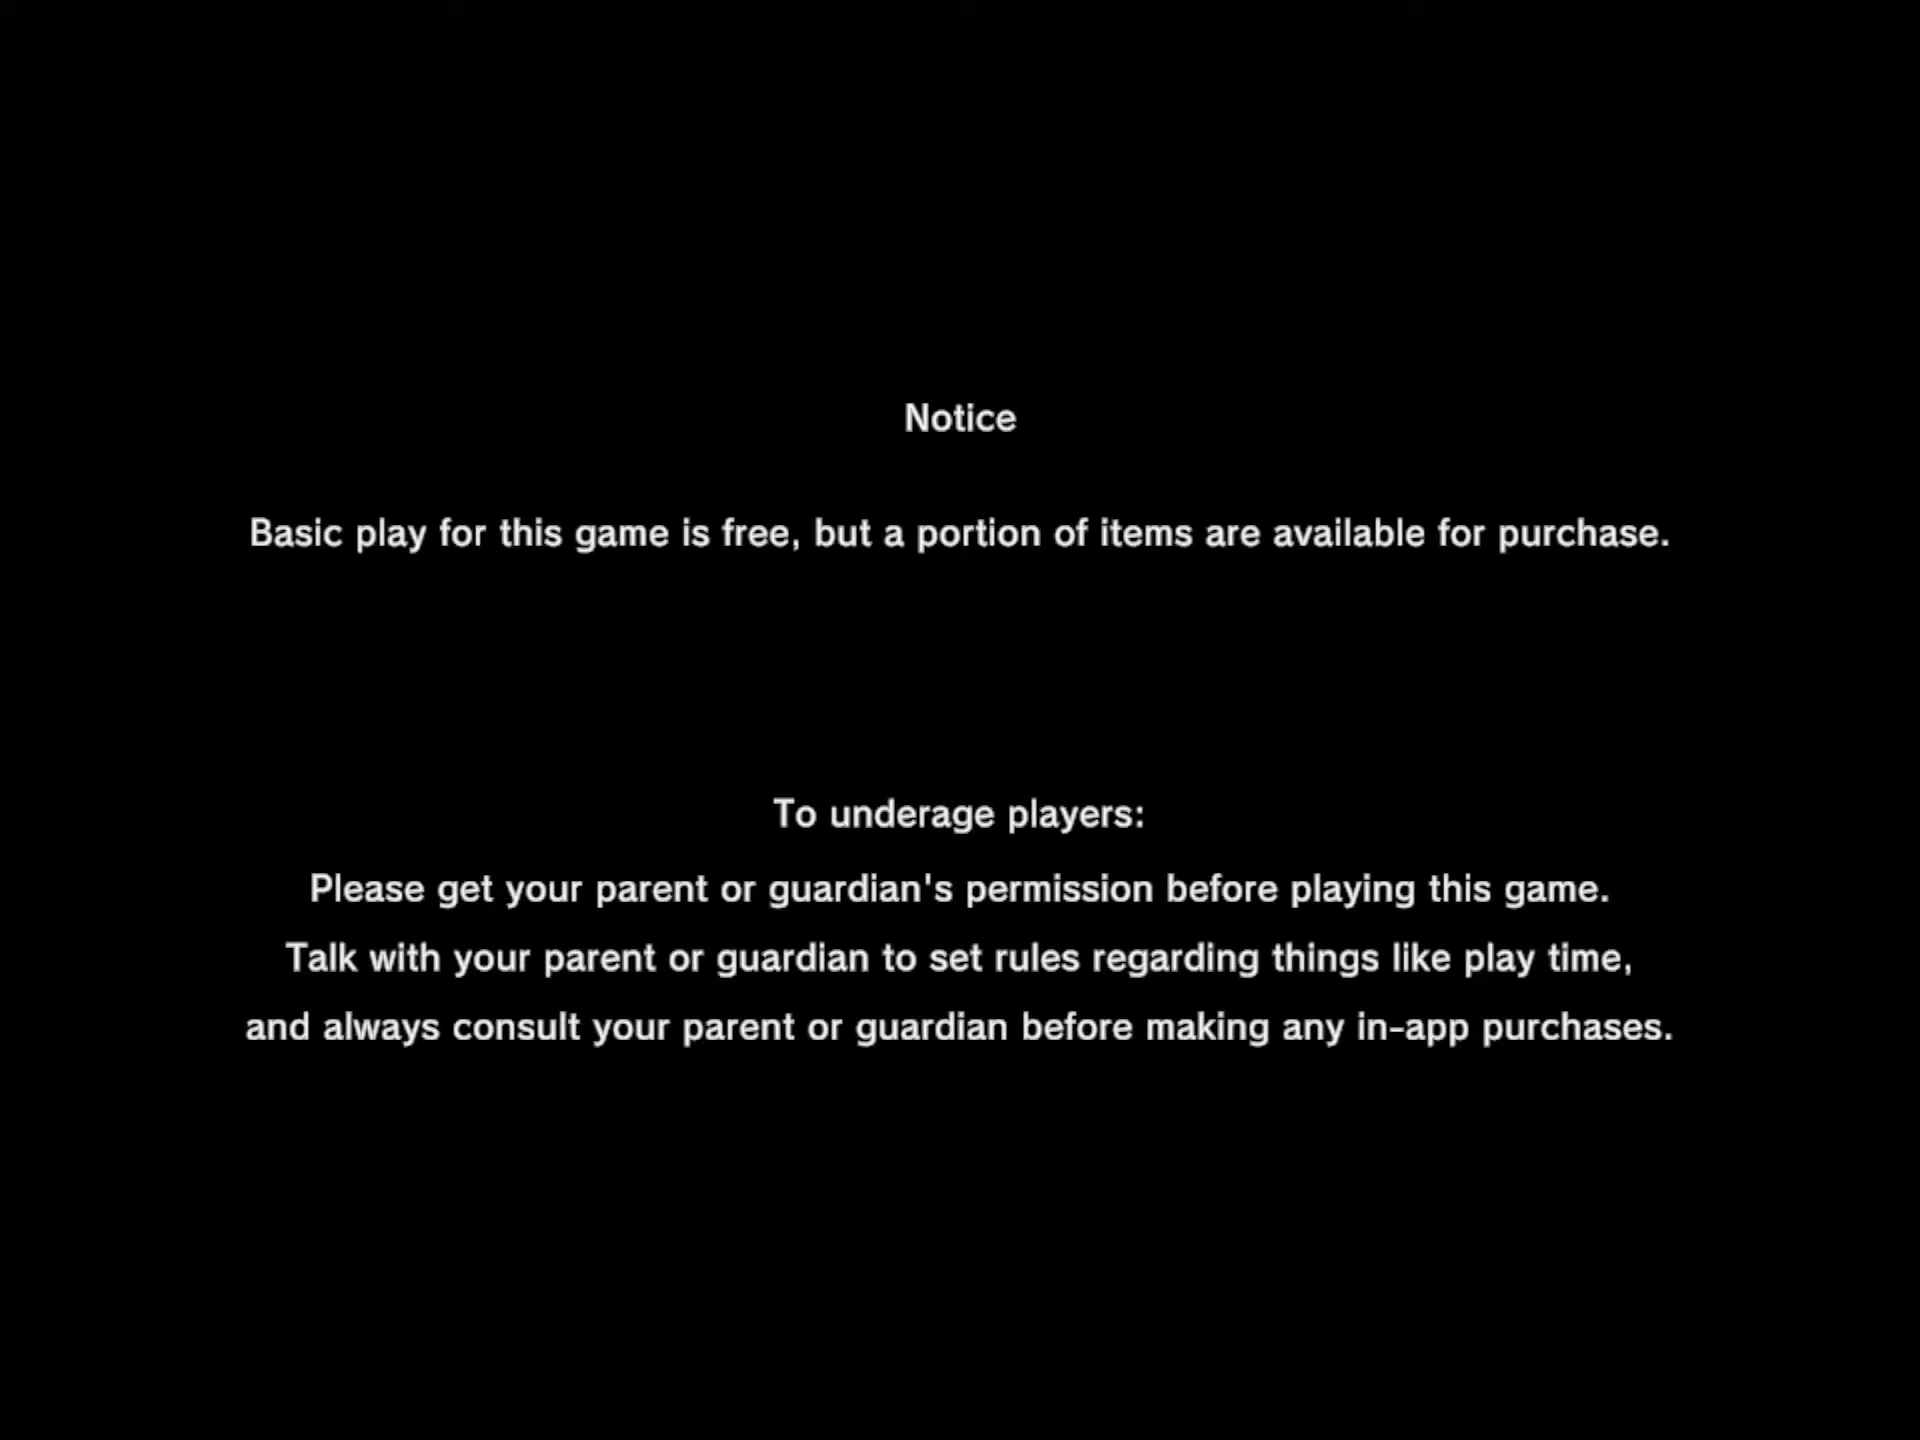 Notice
Basic play for this game is free, but a portion of items are available for purchase.
To underage players:
Please get your parent or guardian's permission before playing this game.
Talk with your parent or guardian to set rules regarding things like play time,
and always consult your parent or guardian before making any in-app purchases.